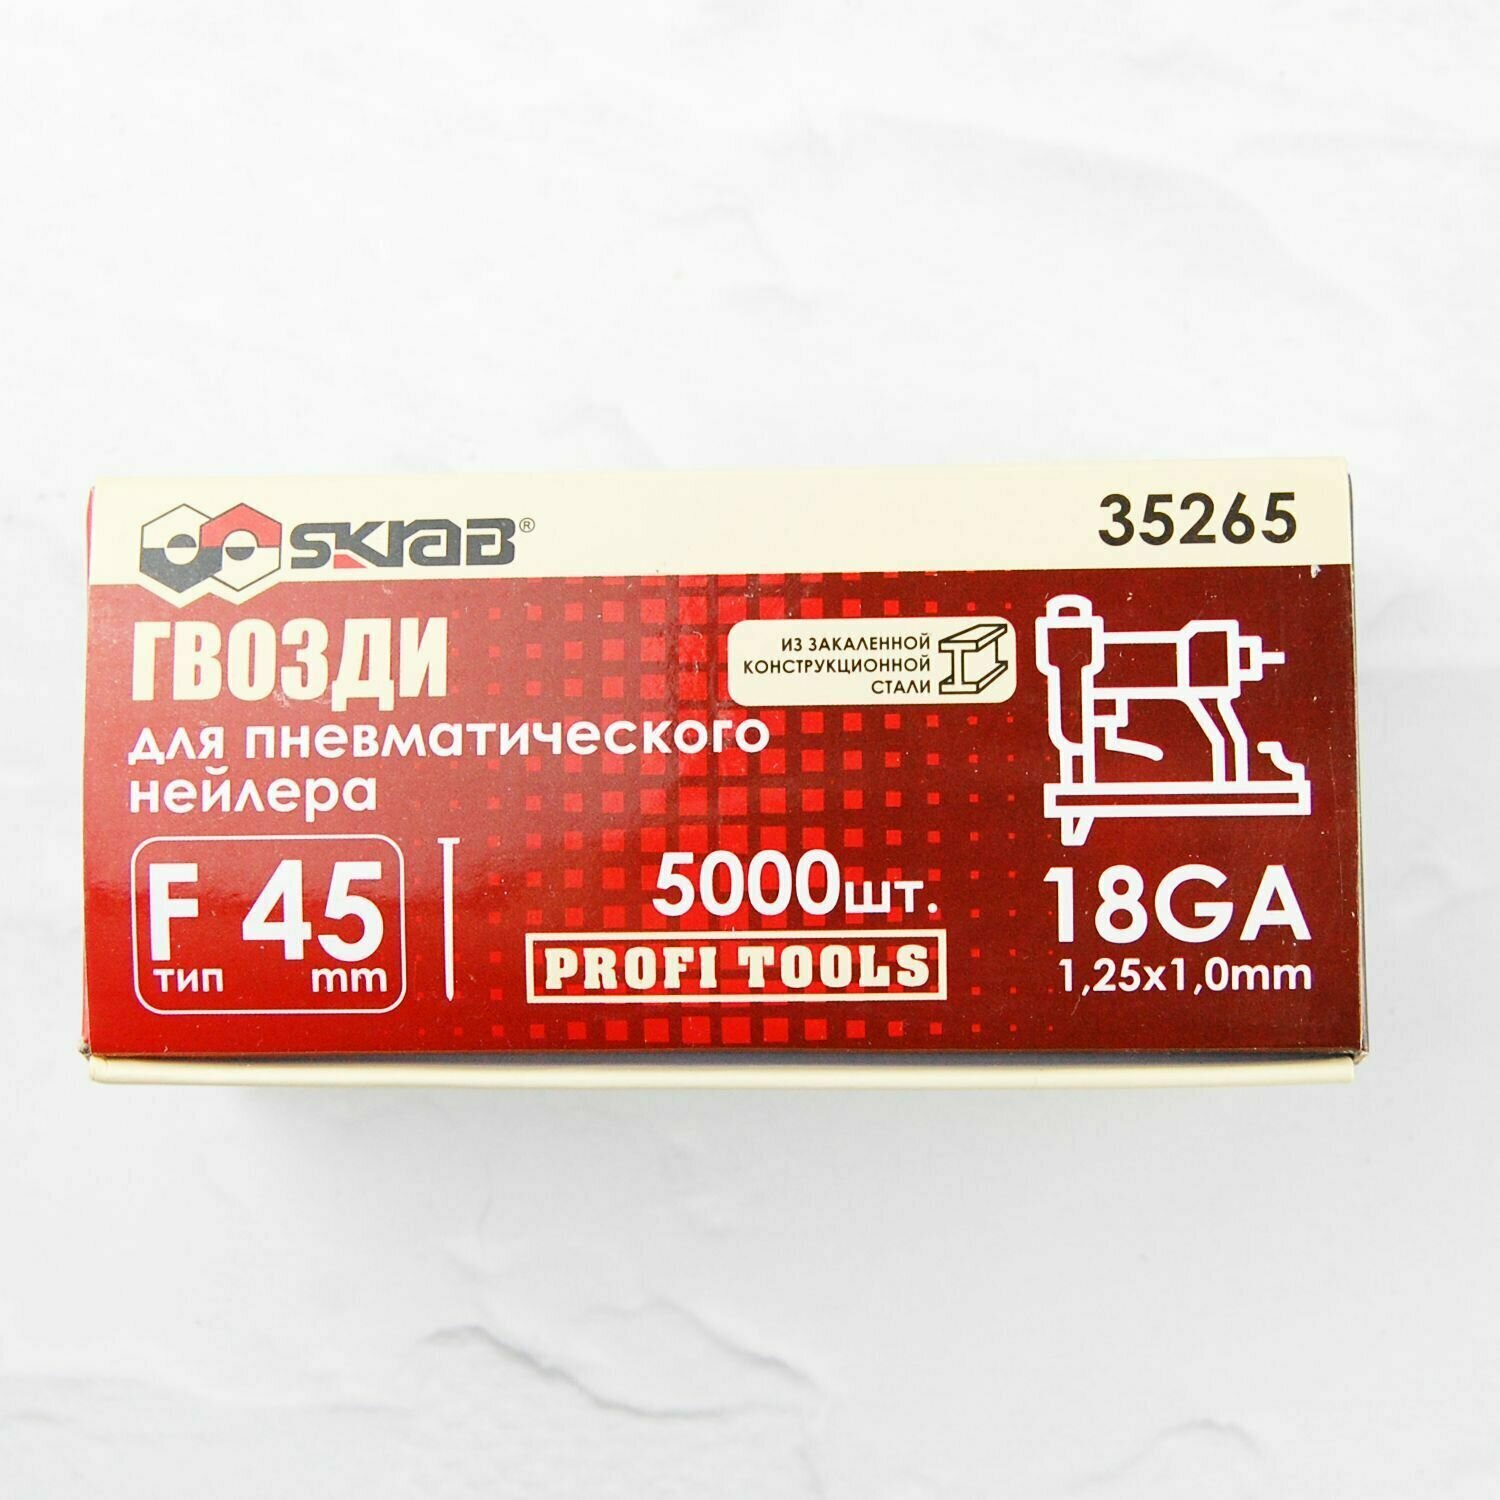 SKRAB®
35265
ГВОЗДИ
для пневматического
нейлера
ИЗ ЗАКАЛЕННОЙ
КОНСТРУКЦИОННОЙ
СТАЛИ
F 45
тип mm
5000шт.
PROFI TOOLS
18GA
1,25x1,0mm